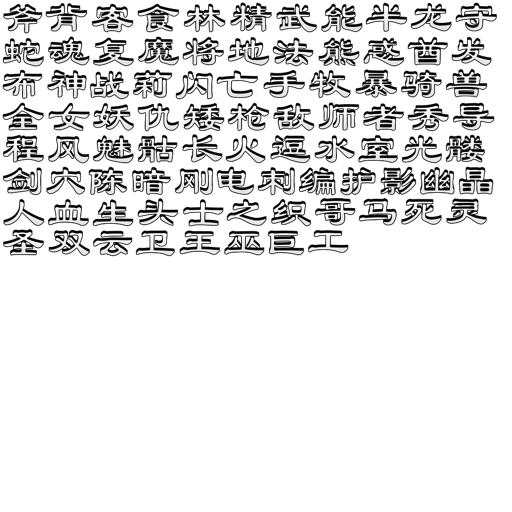 斧背客食林精武能半龙守
蛇魂复魔将地法熊惑酋发
布神战莉闪亡手牧暴骑兽
全女妖仇矮枪敌师者秀导
程风魅骷长火逗水室光髅
剑穴陈暗刚电刺编护影幽晶
人血生头士之织哥马死灵
圣双云卫王巫巨工